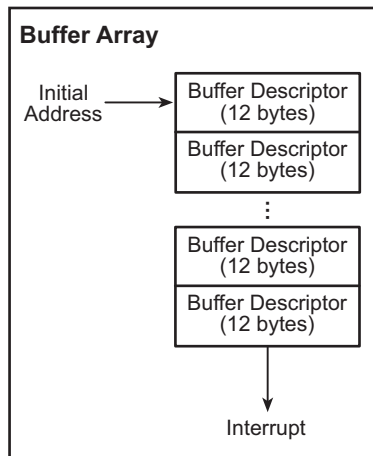 Buffer Array
Initial
Address
Buffer Descriptor
(12 bytes)
Buffer Descriptor
(12 bytes)
⋮
Buffer Descriptor
(12 bytes)
Buffer Descriptor
(12 bytes)
Interrupt